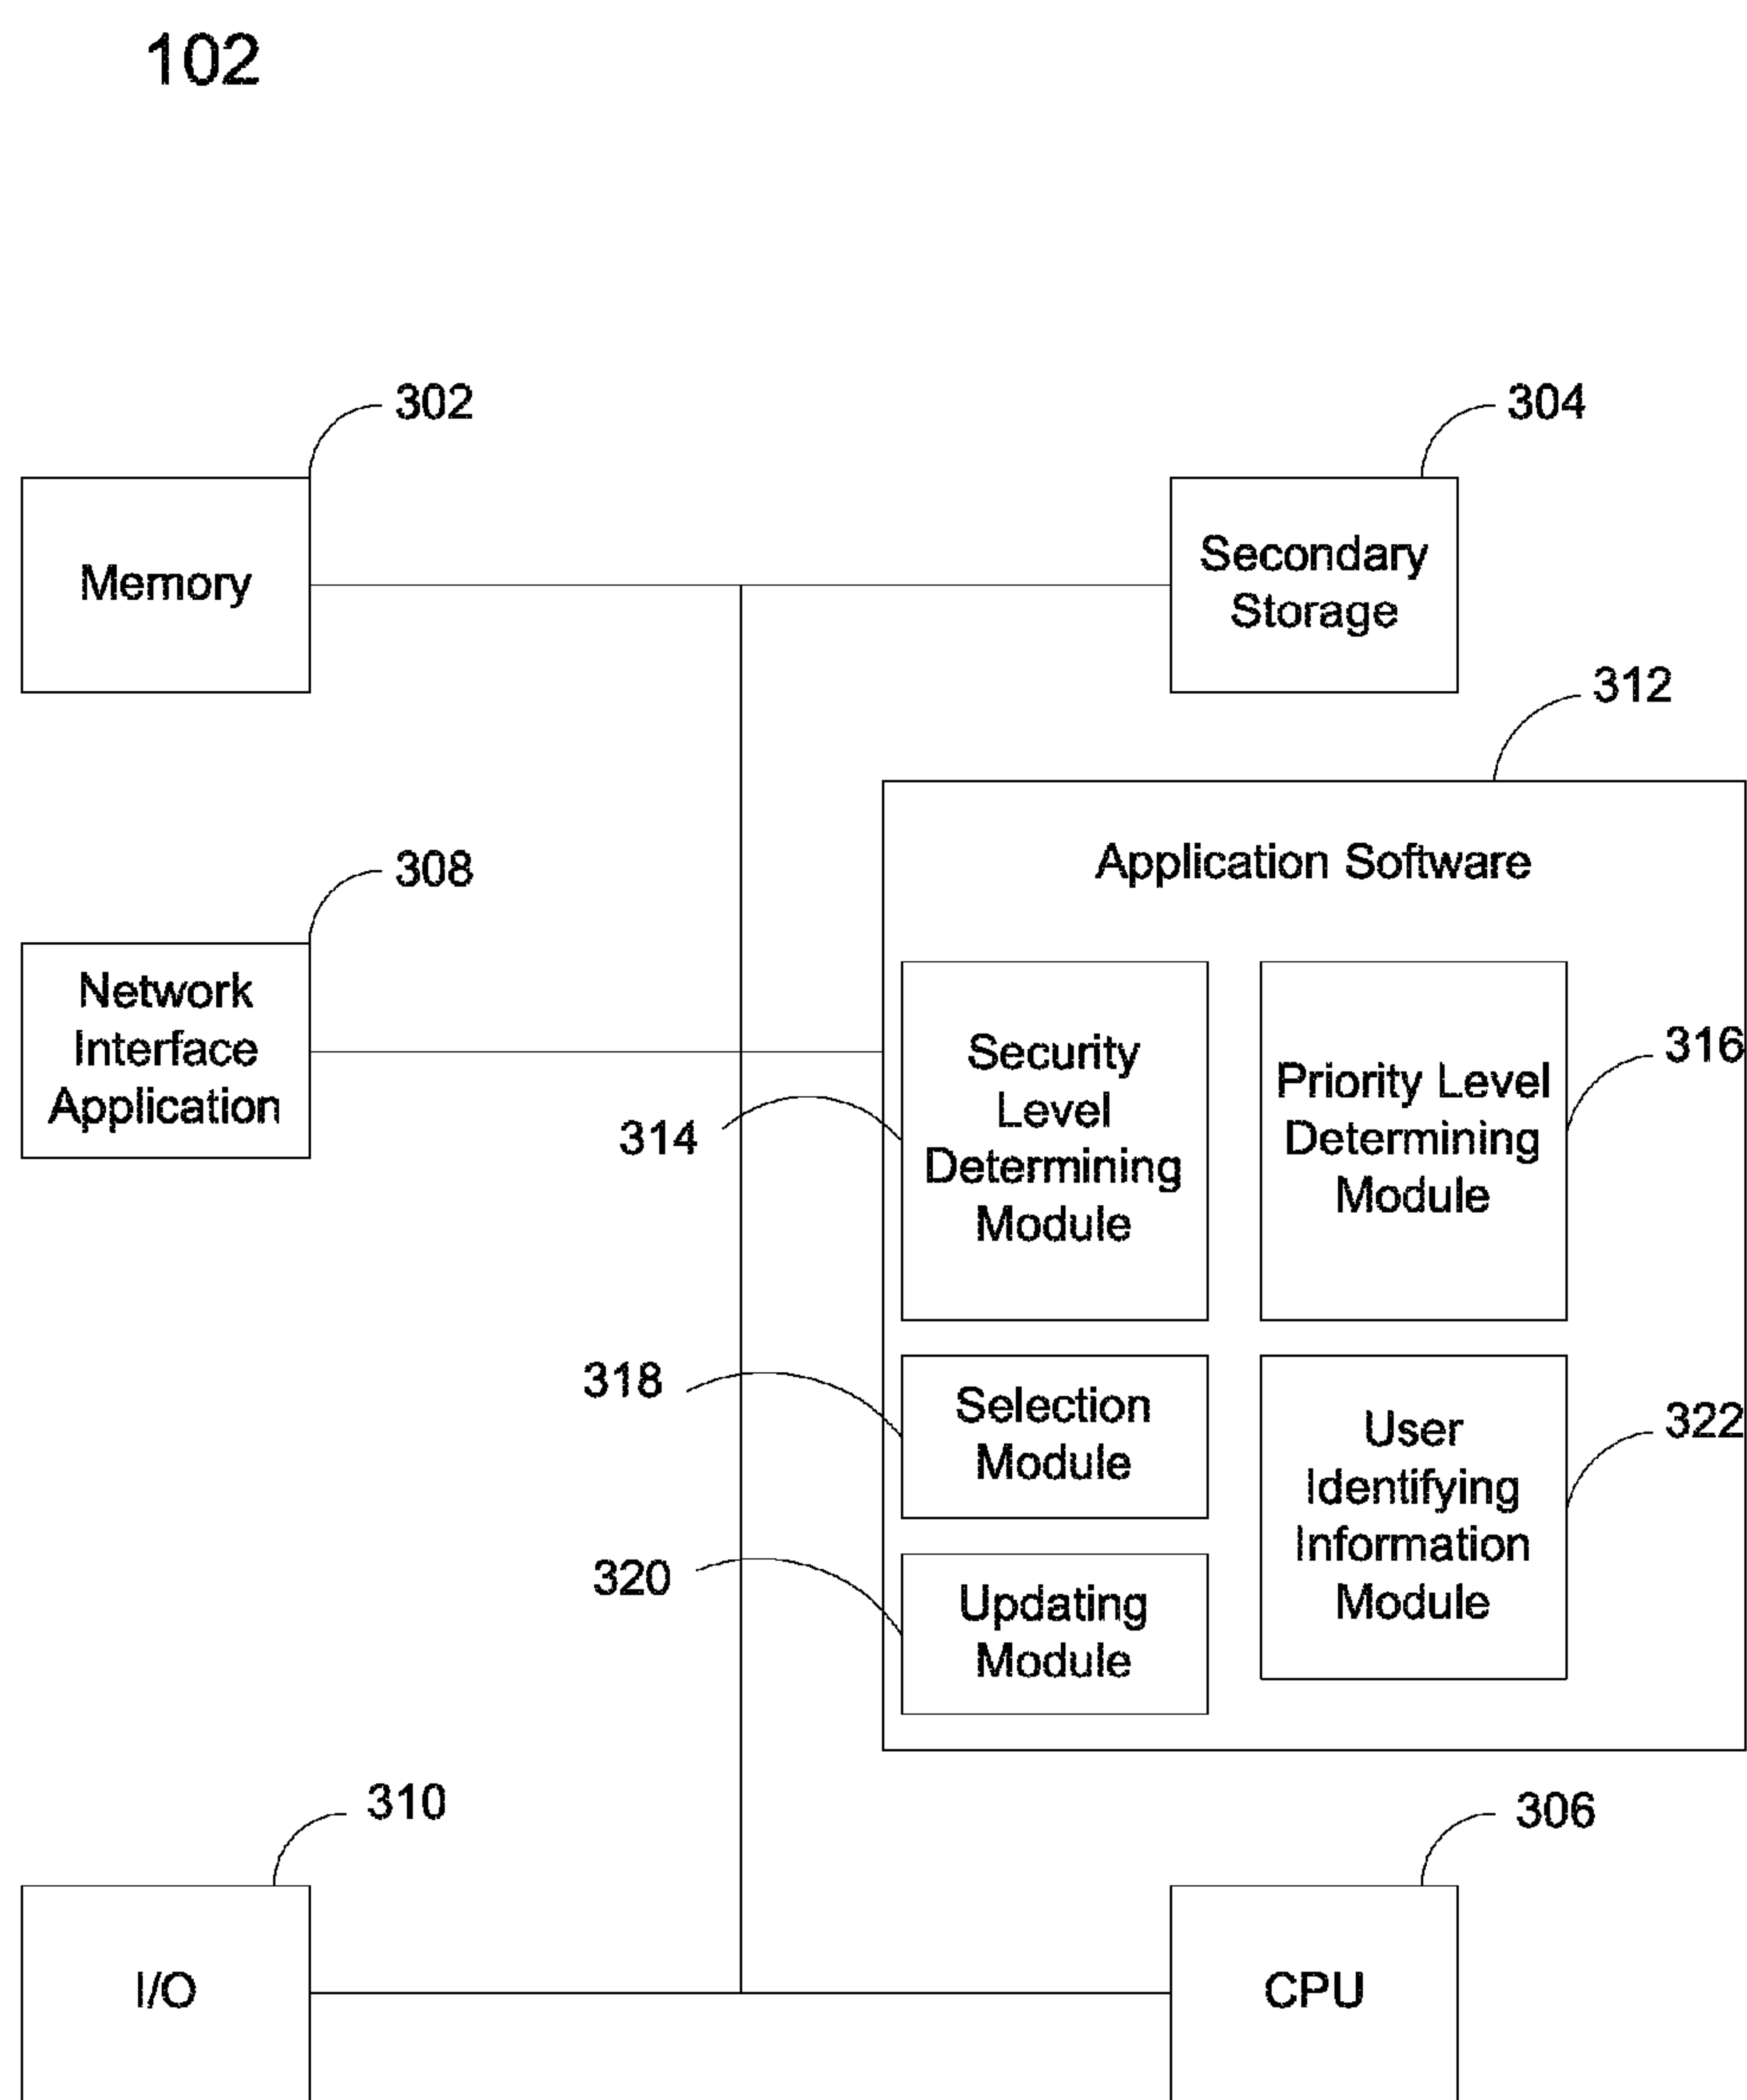 102
302
304
Memory
Secondary
Storage
312
308
Application Software
Network
Interface
Application
Security
Level
Determining
Module
314
Priority Level
Determining
Module
316
318
Selection
Module
User
Identifying
Information
Module
322
320
Updating
Module
310
306
I/O
CPU